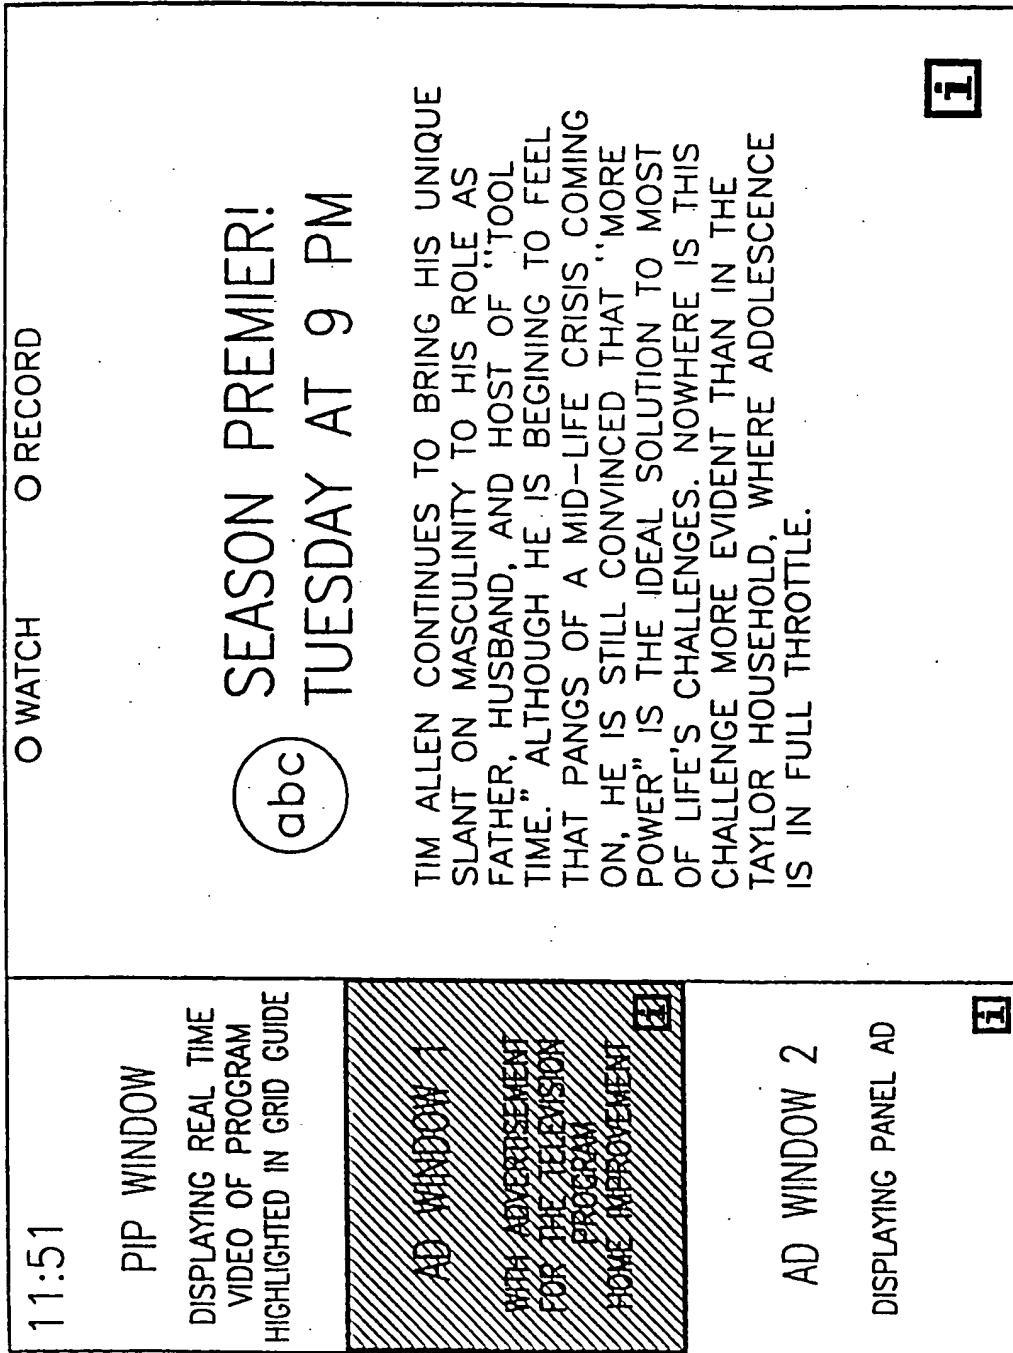 11:51
PIP WINDOW
DISPLAYING REAL TIME
VIDEO OF PROGRAM
HIGHLIGHTED IN GRID GUIDE
AD WINDOW 1
WITH ADVERTISEMENT
FOR THE TELEVISION
PROGRAM
HOME IMPROVEMENT
i
AD WINDOW 2
DISPLAYING PANEL AD
i
O WATCH O RECORD
abc
SEASON PREMIER!
TUESDAY AT 9 PM
TIM ALLEN CONTINUES TO BRING HIS UNIQUE
SLANT ON MASCULINITY TO HIS ROLE AS
FATHER, HUSBAND, AND HOST OF "TOOL
TIME." ALTHOUGH HE IS BEGINING TO FEEL
THAT PANGS OF A MID-LIFE CRISIS COMING
ON, HE IS STILL CONVINCED THAT "MORE
POWER" IS THE IDEAL SOLUTION TO MOST
OF LIFE'S CHALLENGES. NOWHERE IS THIS
CHALLENGE MORE EVIDENT THAN IN THE
TAYLOR HOUSEHOLD, WHERE ADOLESCENCE
IS IN FULL THROTTLE.
i